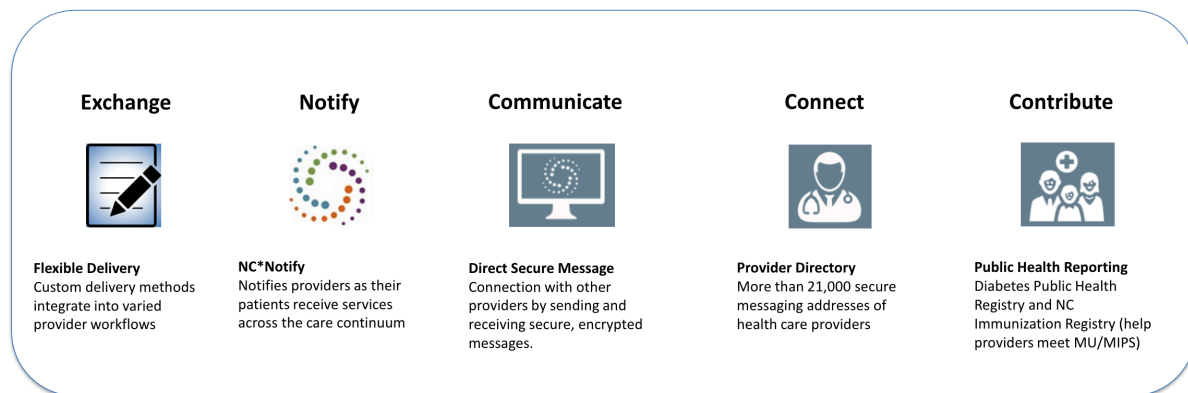 Exchange
Notify
Communicate
Connect
Contribute
Flexible Delivery
Custom delivery methods
integrate into varied
provider workflows
NC*Notify
Notifies providers as their
patients receive services
across the care continuum
Direct Secure Message
Connection with other
providers by sending and
receiving secure, encrypted
messages.
Provider Directory
More than 21,000 secure
messaging addresses of
health care providers
Public Health Reporting
Diabetes Public Health
Registry and NC
Immunization Registry (help
providers meet MU/MIPS)